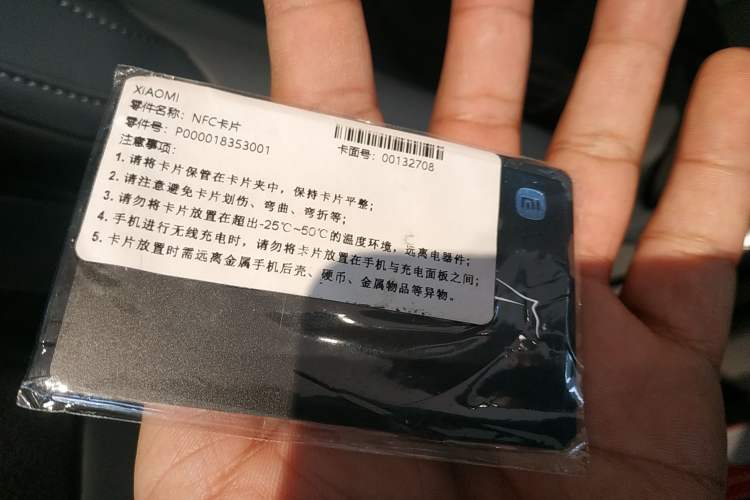 XIAOMI
零件名称：NFC卡片
零件号：P000018353001
卡面号：00132708
注意事项：
1. 请将卡片保管在卡片夹中，保持卡片平整；
2. 请注意避免卡片划伤、弯曲、弯折等；
3. 请勿将卡片放置在超出-25℃~50℃的温度环境，远离电器件；
4. 手机进行无线充电时，请勿将卡片放置在手机与充电面板之间；
5. 卡片放置时需远离金属手机后壳、硬币、金属物品等异物。
mi